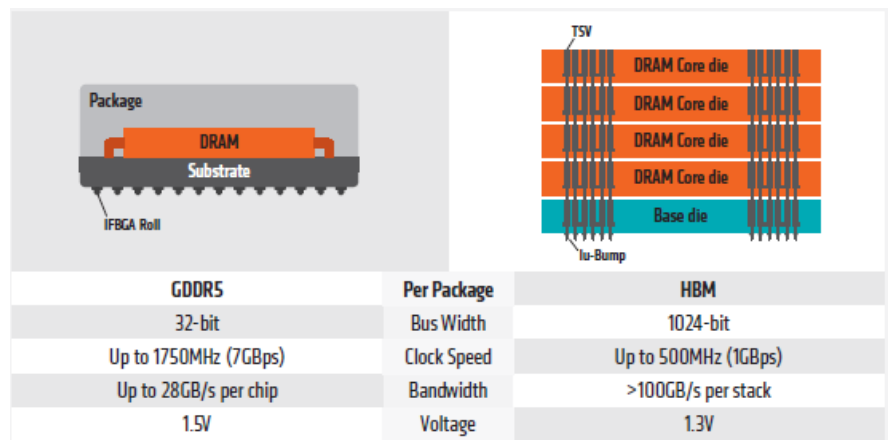 Package
DRAM
Substrate
IFBGA Roll
TSV
DRAM Core die
DRAM Core die
DRAM Core die
DRAM Core die
Base die
Iu-Bump
GDDR5 Per Package HBM
32-bit Bus Width 1024-bit
Up to 1750MHz (7GBps) Clock Speed Up to 500MHz (1GBps)
Up to 28GB/s per chip Bandwidth >100GB/s per stack
1.5V Voltage 1.3V